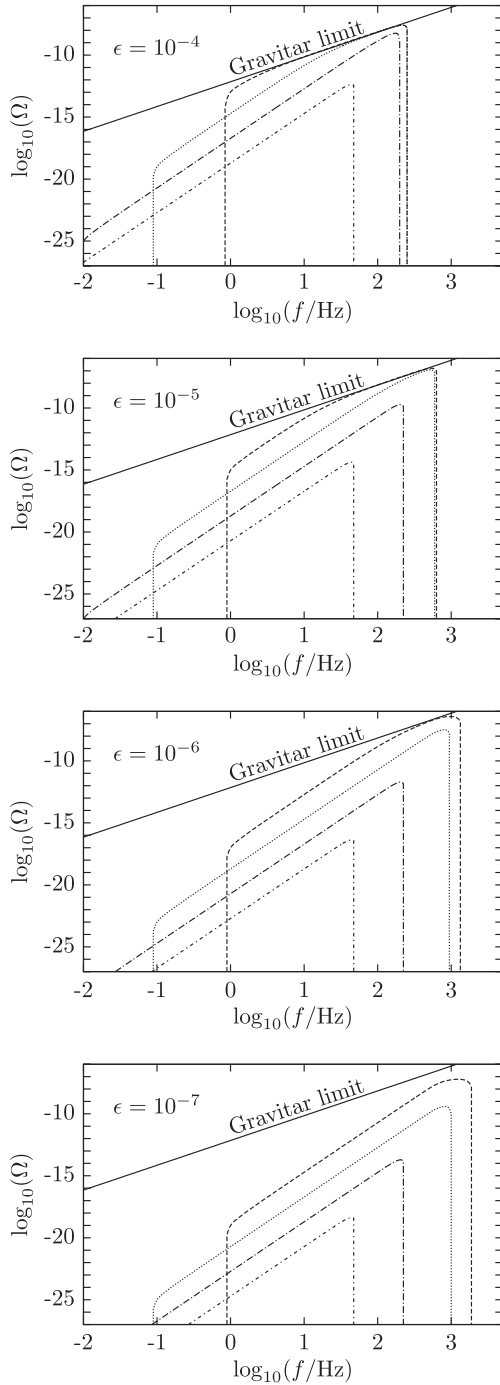 -10
-15
-20
-25
log₁₀(Ω)
ϵ = 10⁻⁴
Gravitar limit
-2 -1 0 1 2 3
log₁₀(f/Hz)
-10
-15
-20
-25
log₁₀(Ω)
ϵ = 10⁻⁵
Gravitar limit
-2 -1 0 1 2 3
log₁₀(f/Hz)
-10
-15
-20
-25
log₁₀(Ω)
ϵ = 10⁻⁶
Gravitar limit
-2 -1 0 1 2 3
log₁₀(f/Hz)
-10
-15
-20
-25
log₁₀(Ω)
ϵ = 10⁻⁷
Gravitar limit
-2 -1 0 1 2 3
log₁₀(f/Hz)